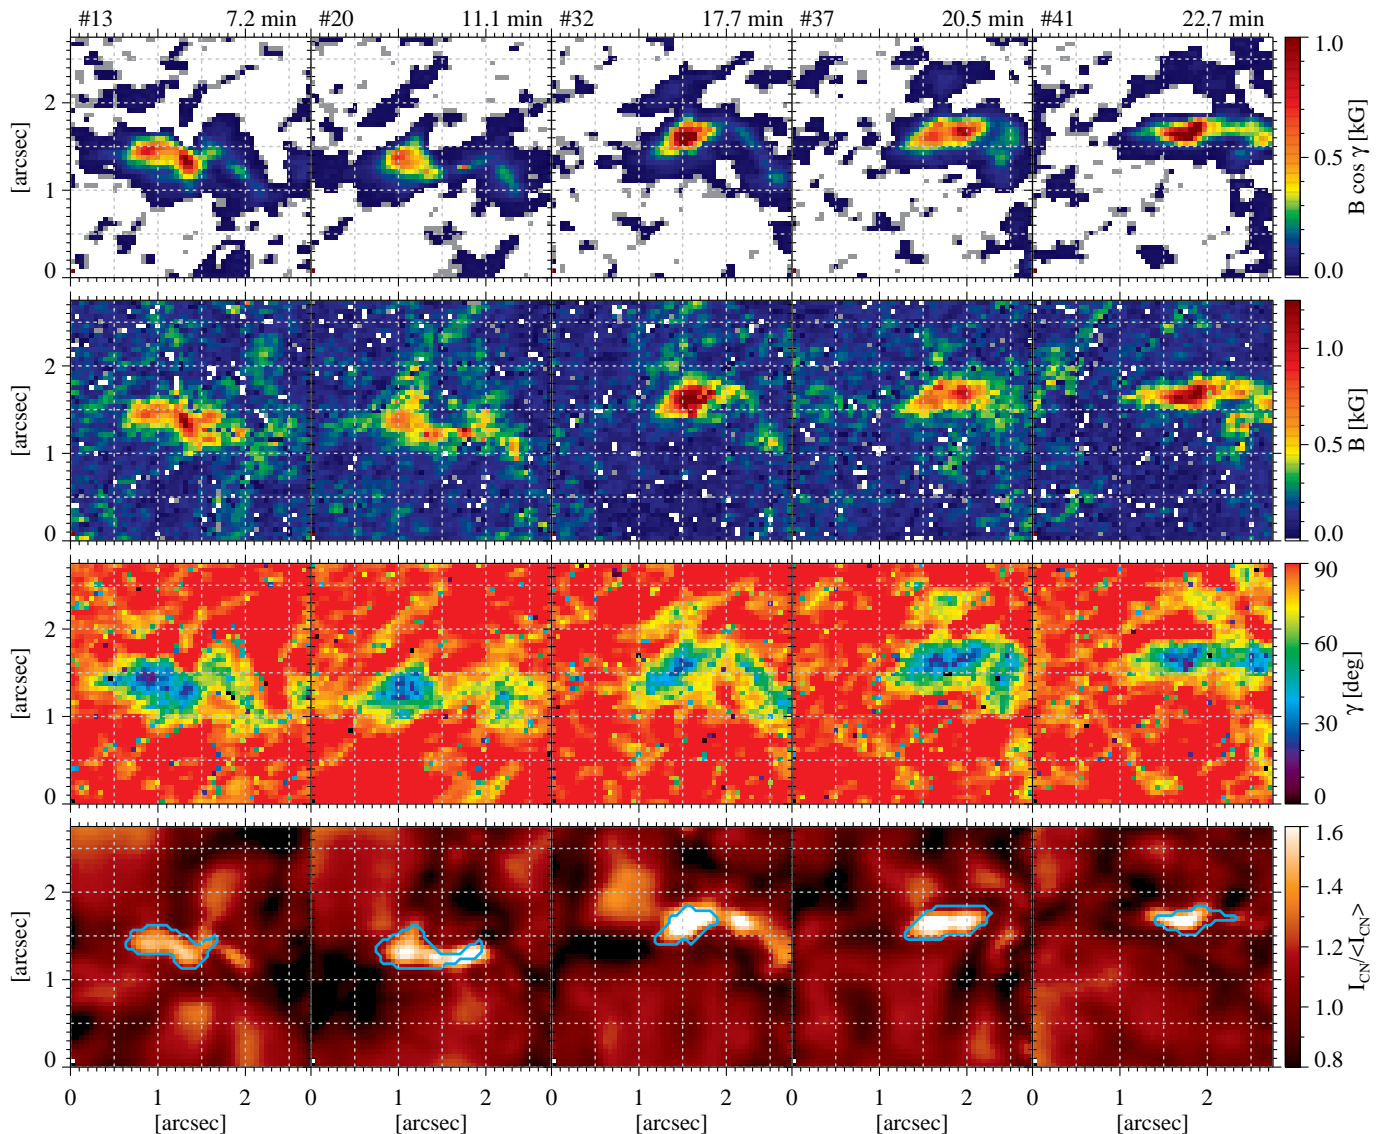 #13 7.2 min #20 11.1 min #32 17.7 min #37 20.5 min #41 22.7 min
2
1
0
[arcsec]
1.0
0.5
0.0
B cos γ [kG]
2
1
0
[arcsec]
1.0
0.5
0.0
B [kG]
2
1
0
[arcsec]
90
60
30
0
γ [deg]
2
1
0
[arcsec]
1.6
1.4
1.2
1.0
0.8
I_CN/<I_CN>
0 1 2 0 1 2 0 1 2 0 1 2 0 1 2
[arcsec] [arcsec] [arcsec] [arcsec] [arcsec]